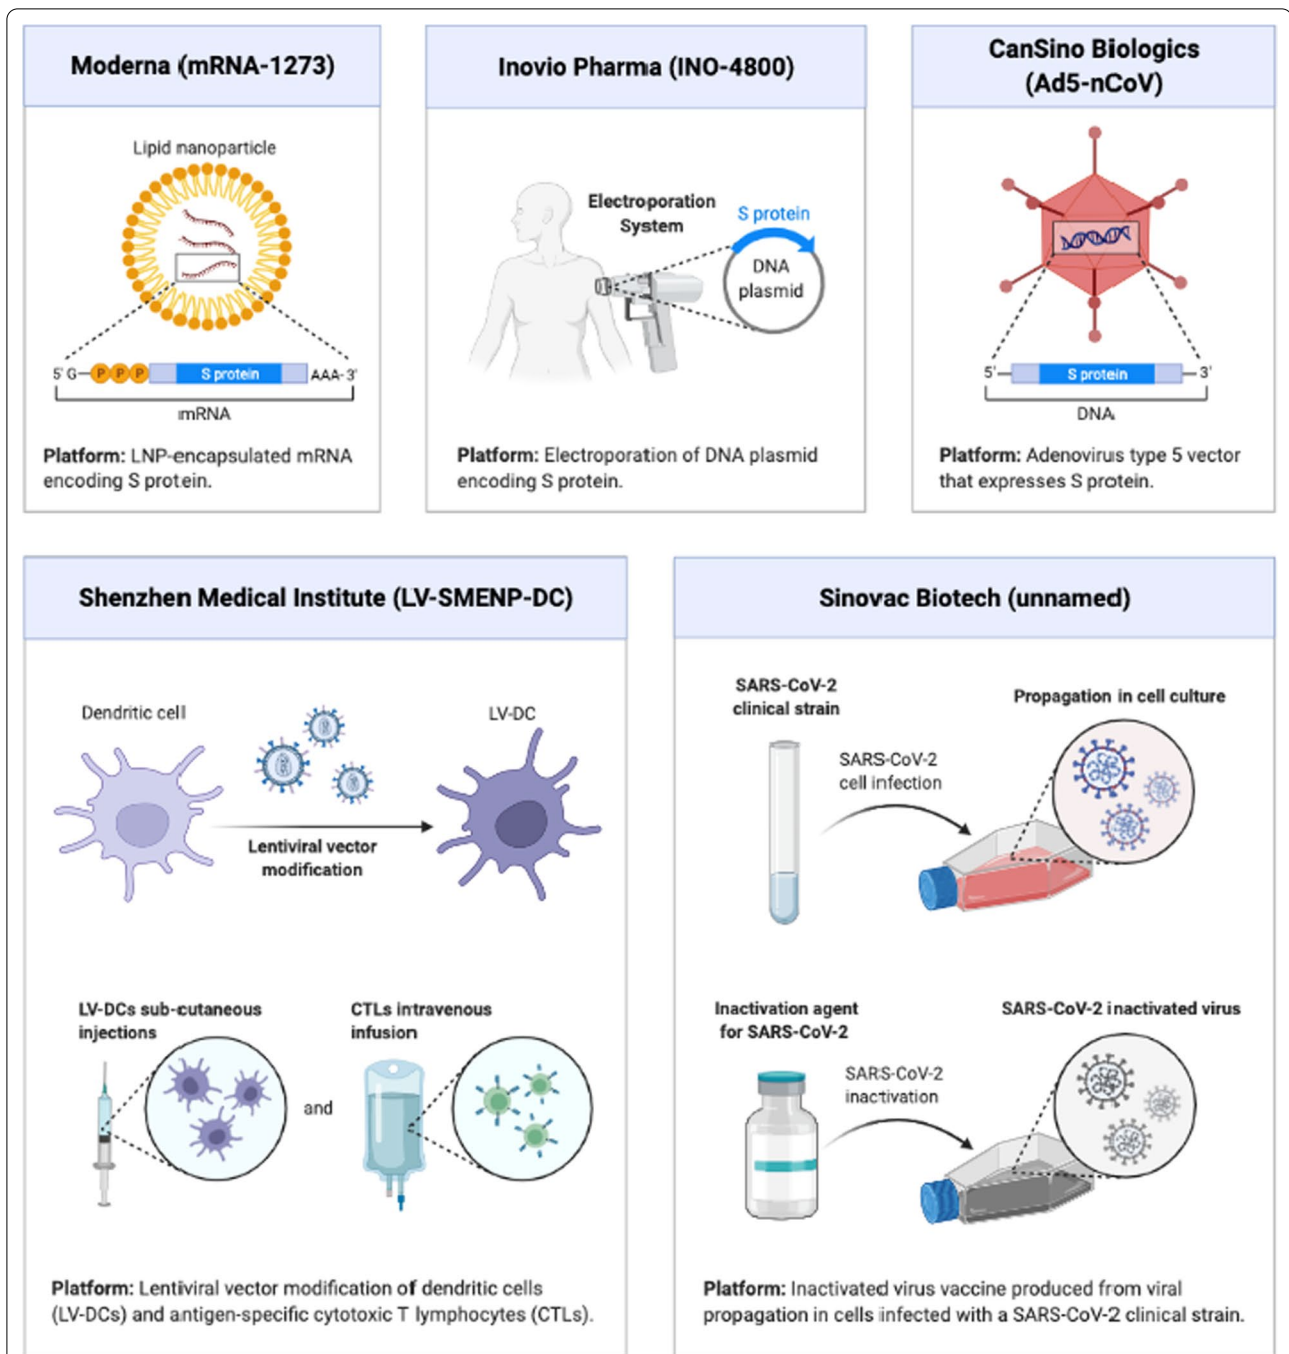 Moderna (mRNA-1273)
Lipid nanoparticle
5' G
P P P
S protein
AAA-3'
mRNA
Platform: LNP-encapsulated mRNA
encoding S protein.
Inovio Pharma (INO-4800)
Electroporation
System
S protein
DNA
plasmid
Platform: Electroporation of DNA plasmid
encoding S protein.
CanSino Biologics
(Ad5-nCoV)
5'
S protein
3'
DNA
Platform: Adenovirus type 5 vector
that expresses S protein.
Shenzhen Medical Institute (LV-SMENP-DC)
Dendritic cell
LV-DC
Lentiviral vector
modification
LV-DCs sub-cutaneous
injections
and
CTLs intravenous
infusion
Platform: Lentiviral vector modification of dendritic cells
(LV-DCs) and antigen-specific cytotoxic T lymphocytes (CTLs).
Sinovac Biotech (unnamed)
SARS-CoV-2
clinical strain
SARS-CoV-2
cell infection
Propagation in cell culture
Inactivation agent
for SARS-CoV-2
SARS-CoV-2
inactivation
SARS-CoV-2 inactivated virus
Platform: Inactivated virus vaccine produced from viral
propagation in cells infected with a SARS-CoV-2 clinical strain.